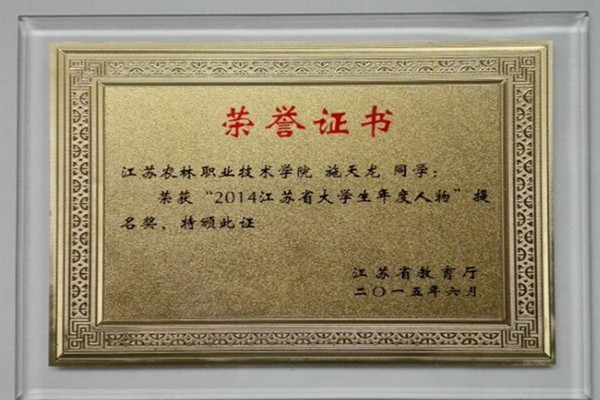 荣誉证书
江苏农林职业技术学院 施天龙 同学：
荣获“2014江苏省大学生年度人物”提
名奖，特颁此证
江苏省教育厅
二〇一五年六月